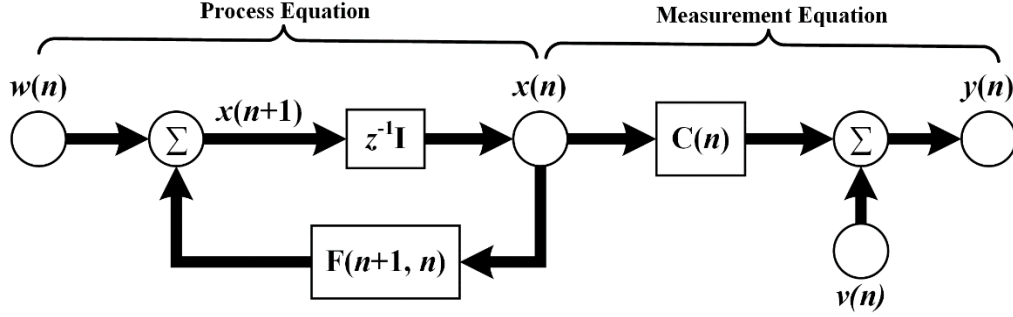 Process Equation
Measurement Equation
w(n)
x(n+1)
x(n)
y(n)
Σ
z⁻¹I
C(n)
Σ
F(n+1, n)
v(n)